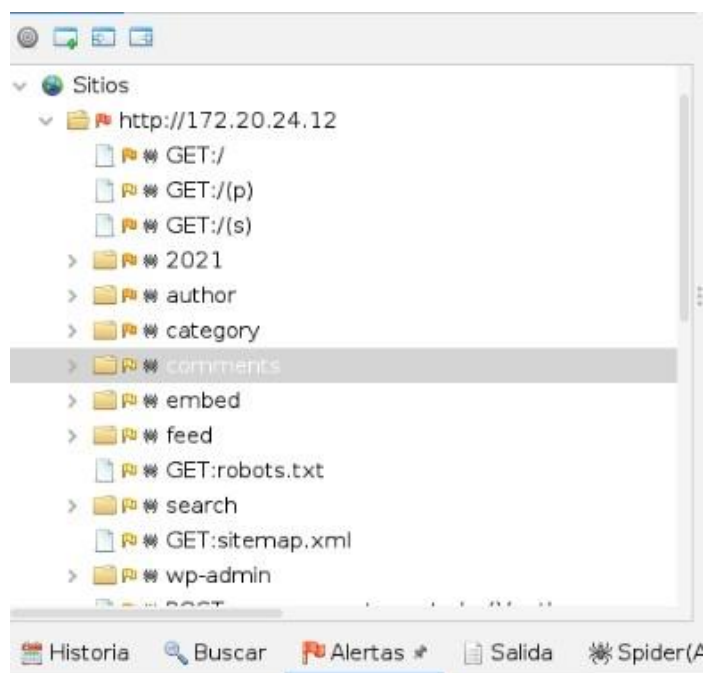 Sitios
http://172.20.24.12
GET:/
GET:/(p)
GET:/(s)
2021
author
category
comments
embed
feed
GET:robots.txt
search
GET:sitemap.xml
wp-admin
Historia
Buscar
Alertas
Salida
Spider(A